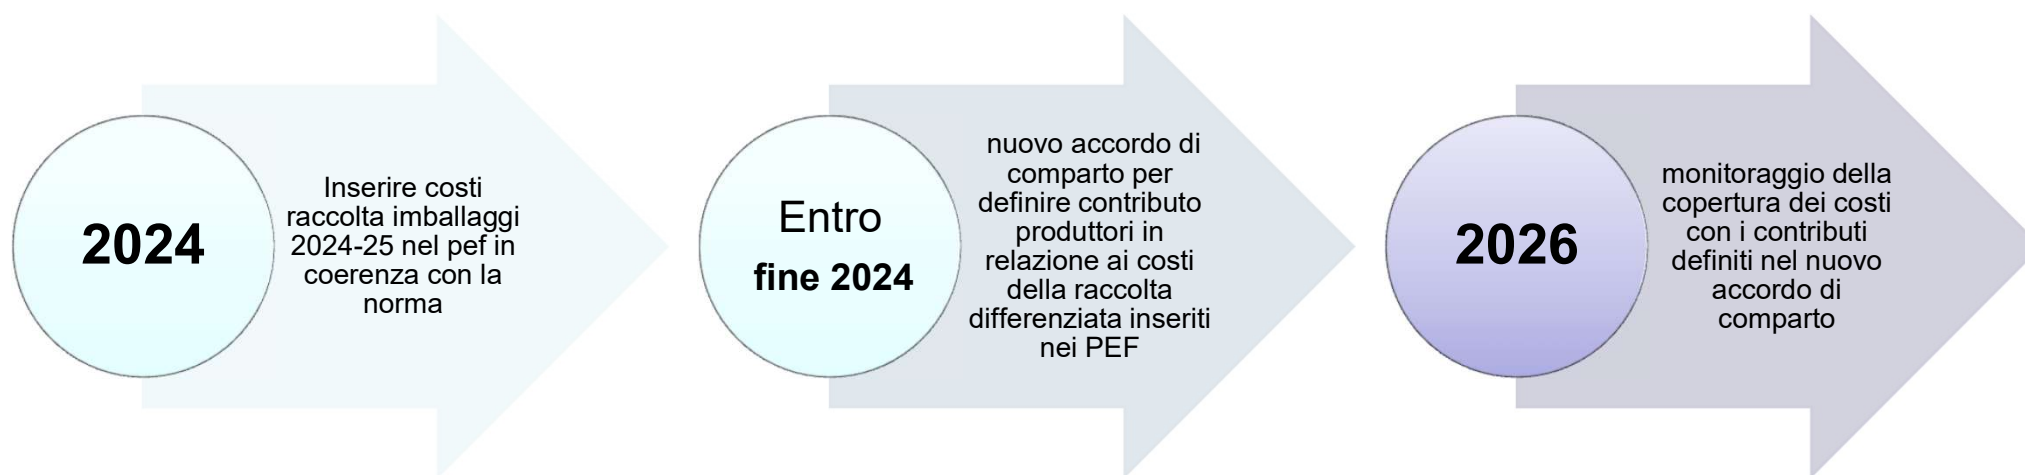 2024
Inserire costi
raccolta imballaggi
2024-25 nel pef in
coerenza con la
norma
Entro
fine 2024
nuovo accordo di
comparto per
definire contributo
produttori in
relazione ai costi
della raccolta
differenziata inseriti
nei PEF
2026
monitoraggio della
copertura dei costi
con i contributi
definiti nel nuovo
accordo di
comparto